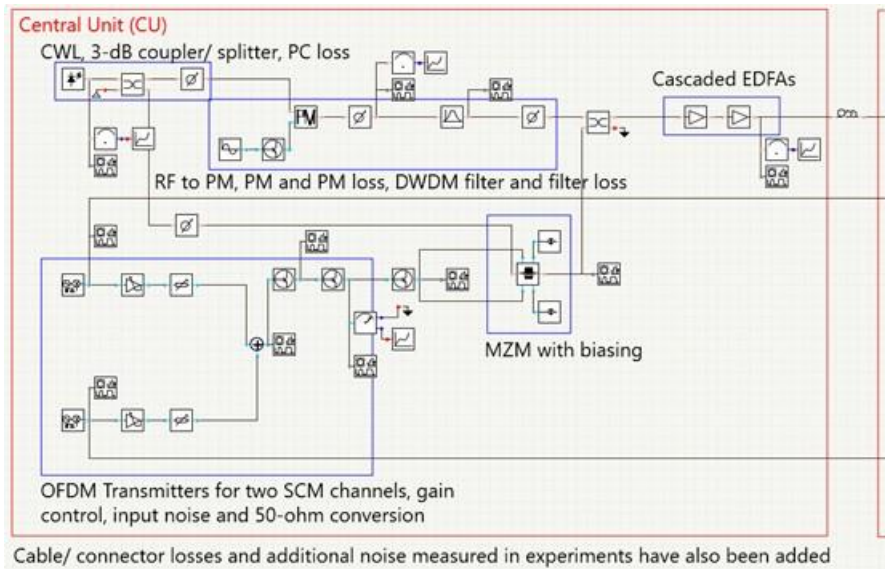 Central Unit (CU)
CWL, 3-dB coupler/ splitter, PC loss
Cascaded EDFAs
PM
RF to PM, PM and PM loss, DWDM filter and filter loss
MZM with biasing
OFDM Transmitters for two SCM channels, gain
control, input noise and 50-ohm conversion
Cable/ connector losses and additional noise measured in experiments have also been added